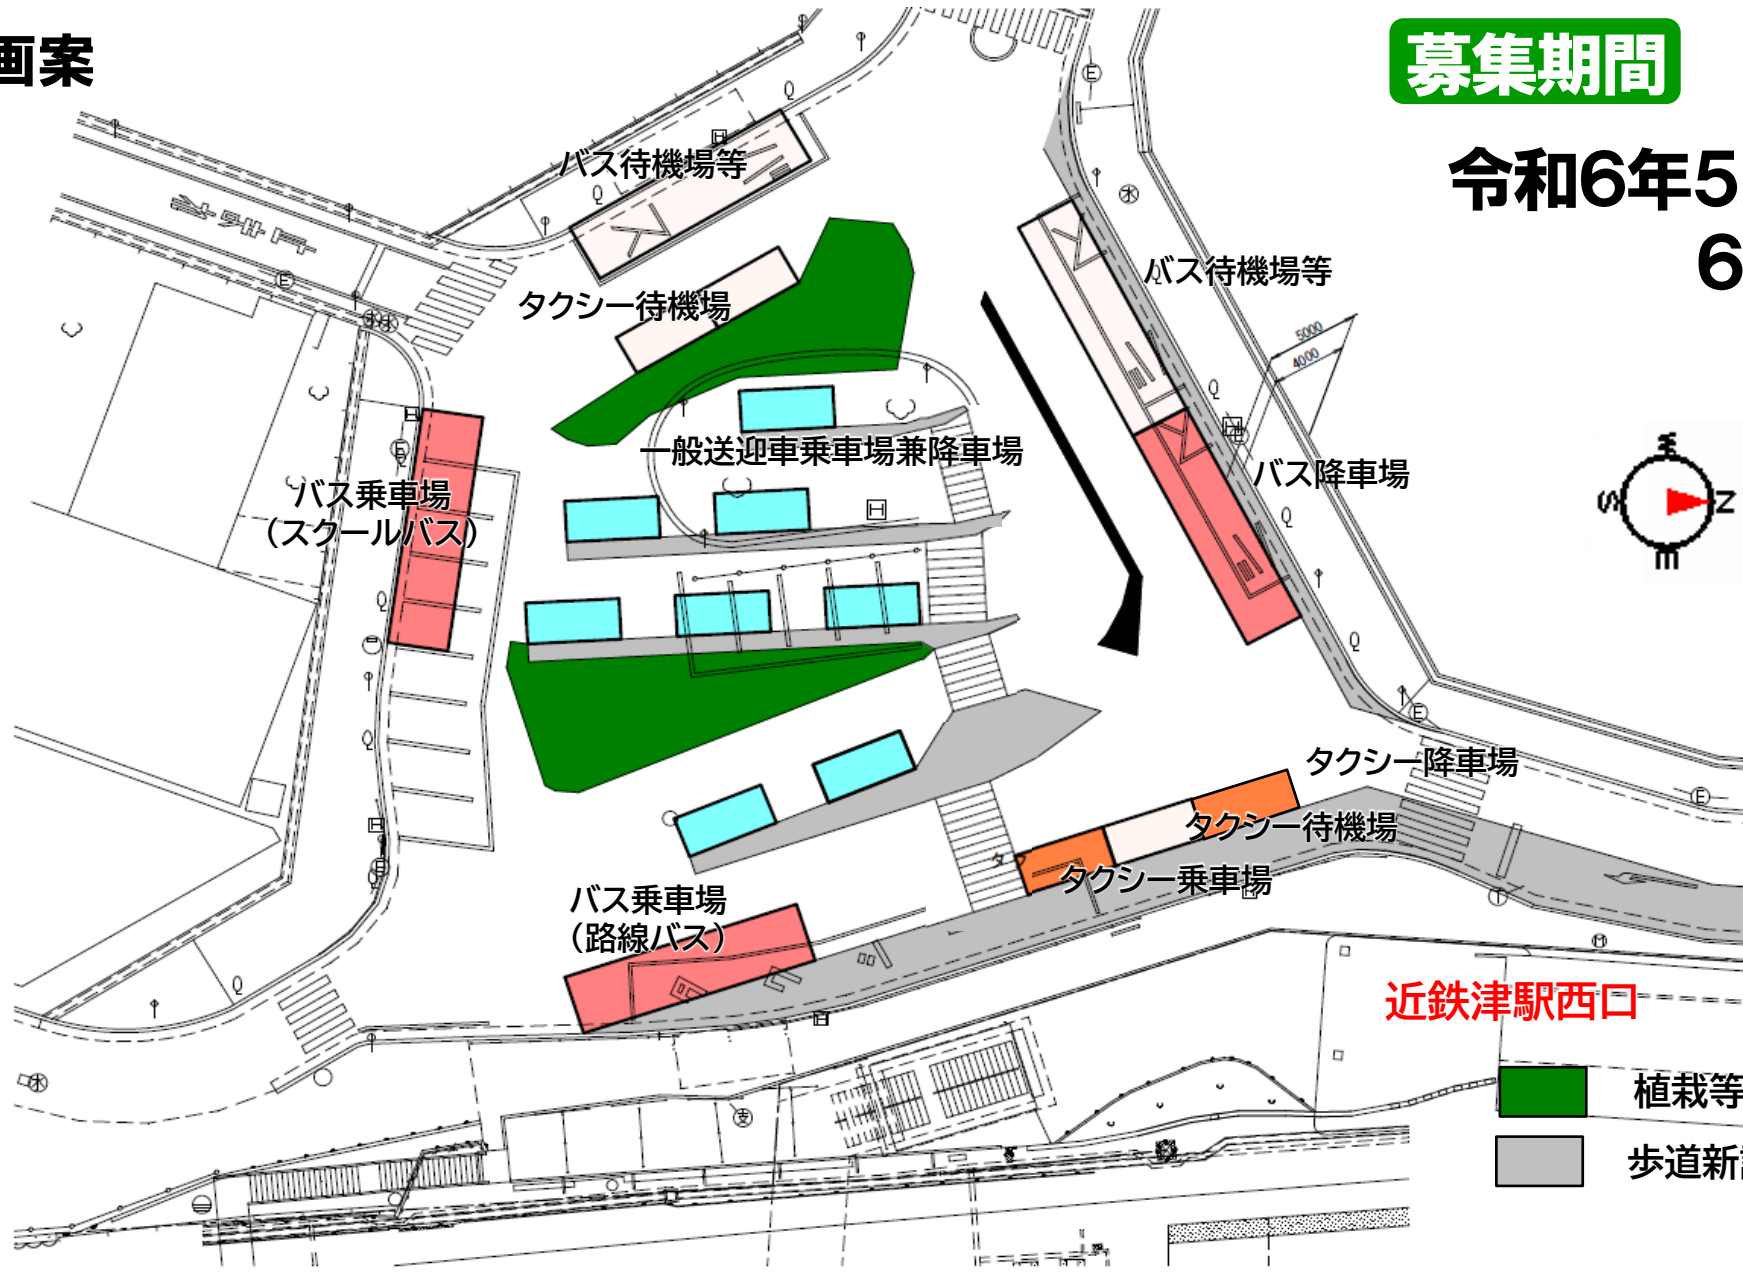 画案
募集期間
令和6年5
6
バス待機場等
タクシー待機場
バス待機場等
5000
4000
一般送迎車乗車場兼降車場
バス降車場
バス乗車場
（スクールバス）
N
S
W
E
タクシー降車場
タクシー待機場
タクシー乗車場
バス乗車場
（路線バス）
近鉄津駅西口
植栽等
歩道新